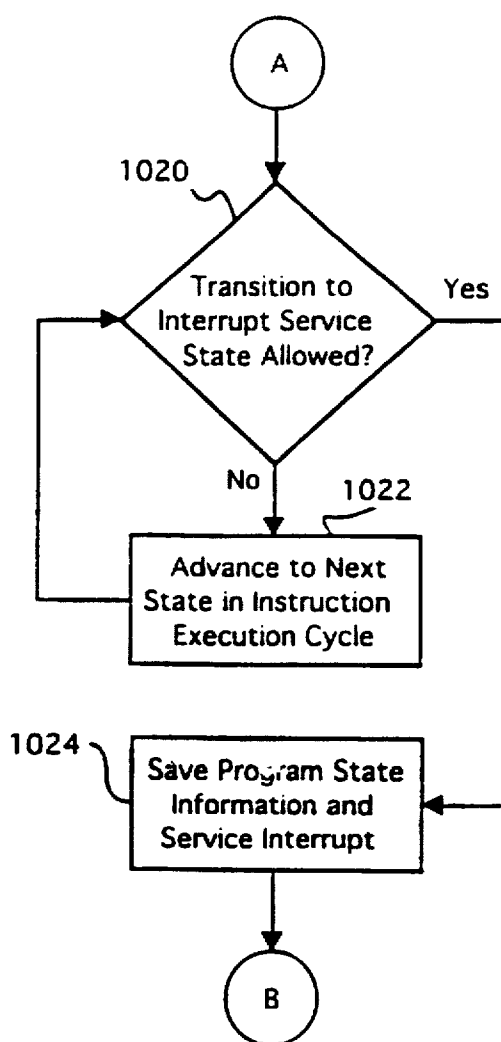 A
1020
Transition to
Interrupt Service
State Allowed?
Yes
No
1022
Advance to Next
State in Instruction
Execution Cycle
1024
Save Program State
Information and
Service Interrupt
B